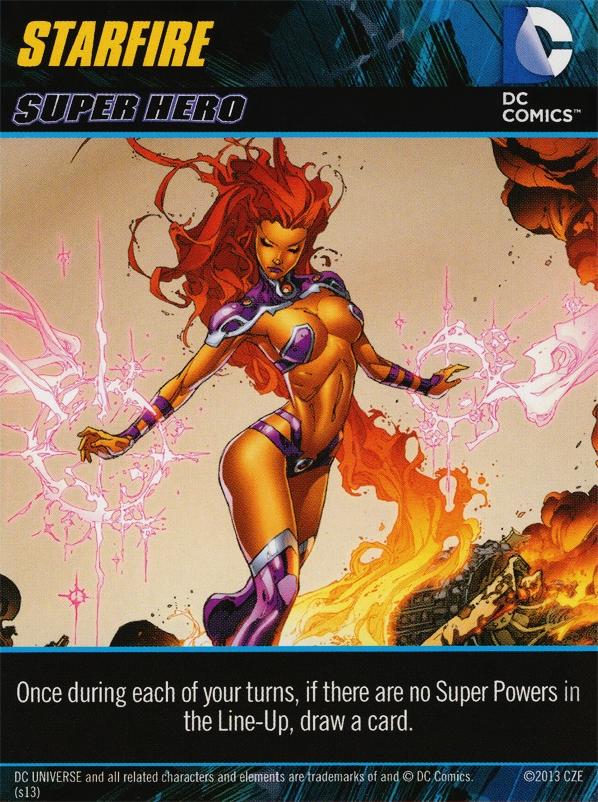 STARFIRE
SUPER HERO
DC
COMICS™
Once during each of your turns, if there are no Super Powers in
the Line-Up, draw a card.
DC UNIVERSE and all related characters and elements are trademarks of and © DC Comics.
(s13)
©2013 CZE